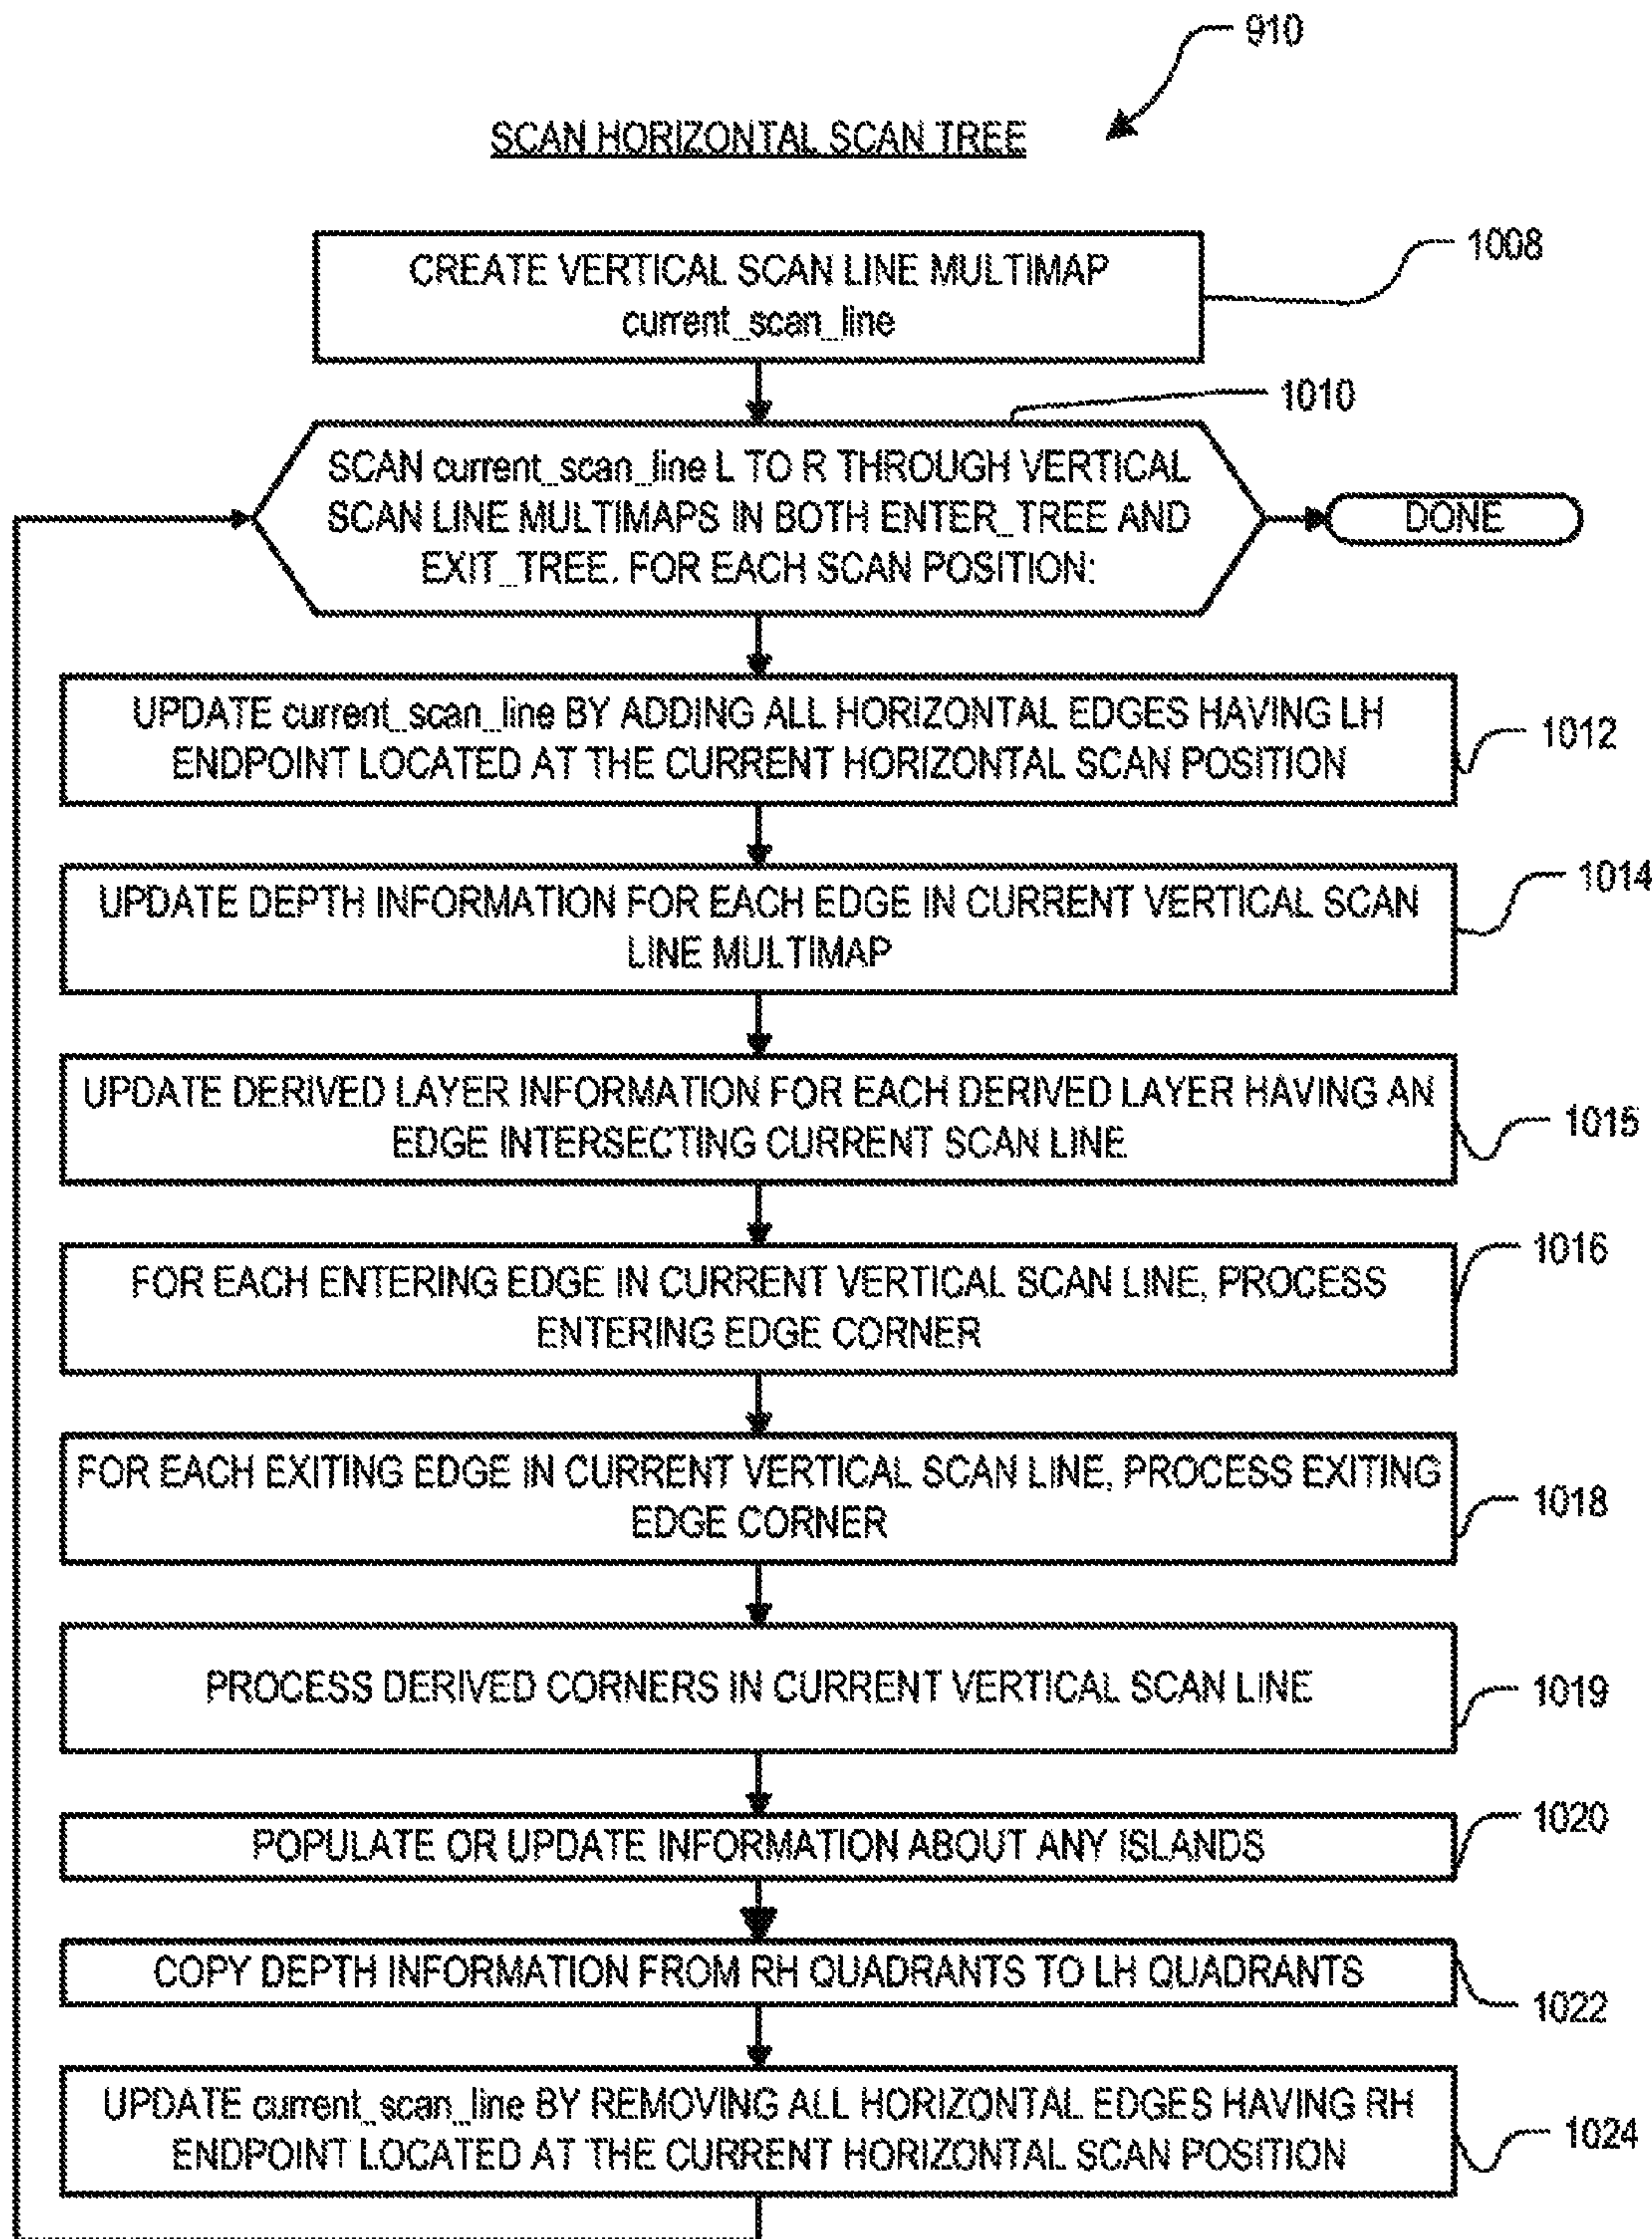 910
SCAN HORIZONTAL SCAN TREE
CREATE VERTICAL SCAN LINE MULTIMAP
current_scan_line
1008
1010
SCAN current_scan_line L TO R THROUGH VERTICAL
SCAN LINE MULTIMAPS IN BOTH ENTER_TREE AND
EXIT_TREE. FOR EACH SCAN POSITION:
DONE
UPDATE current_scan_line BY ADDING ALL HORIZONTAL EDGES HAVING LH
ENDPOINT LOCATED AT THE CURRENT HORIZONTAL SCAN POSITION
1012
UPDATE DEPTH INFORMATION FOR EACH EDGE IN CURRENT VERTICAL SCAN
LINE MULTIMAP
1014
UPDATE DERIVED LAYER INFORMATION FOR EACH DERIVED LAYER HAVING AN
EDGE INTERSECTING CURRENT SCAN LINE
1015
FOR EACH ENTERING EDGE IN CURRENT VERTICAL SCAN LINE, PROCESS
ENTERING EDGE CORNER
1016
FOR EACH EXITING EDGE IN CURRENT VERTICAL SCAN LINE, PROCESS EXITING
EDGE CORNER
1018
PROCESS DERIVED CORNERS IN CURRENT VERTICAL SCAN LINE
1019
POPULATE OR UPDATE INFORMATION ABOUT ANY ISLANDS
1020
COPY DEPTH INFORMATION FROM RH QUADRANTS TO LH QUADRANTS
1022
UPDATE current_scan_line BY REMOVING ALL HORIZONTAL EDGES HAVING RH
ENDPOINT LOCATED AT THE CURRENT HORIZONTAL SCAN POSITION
1024